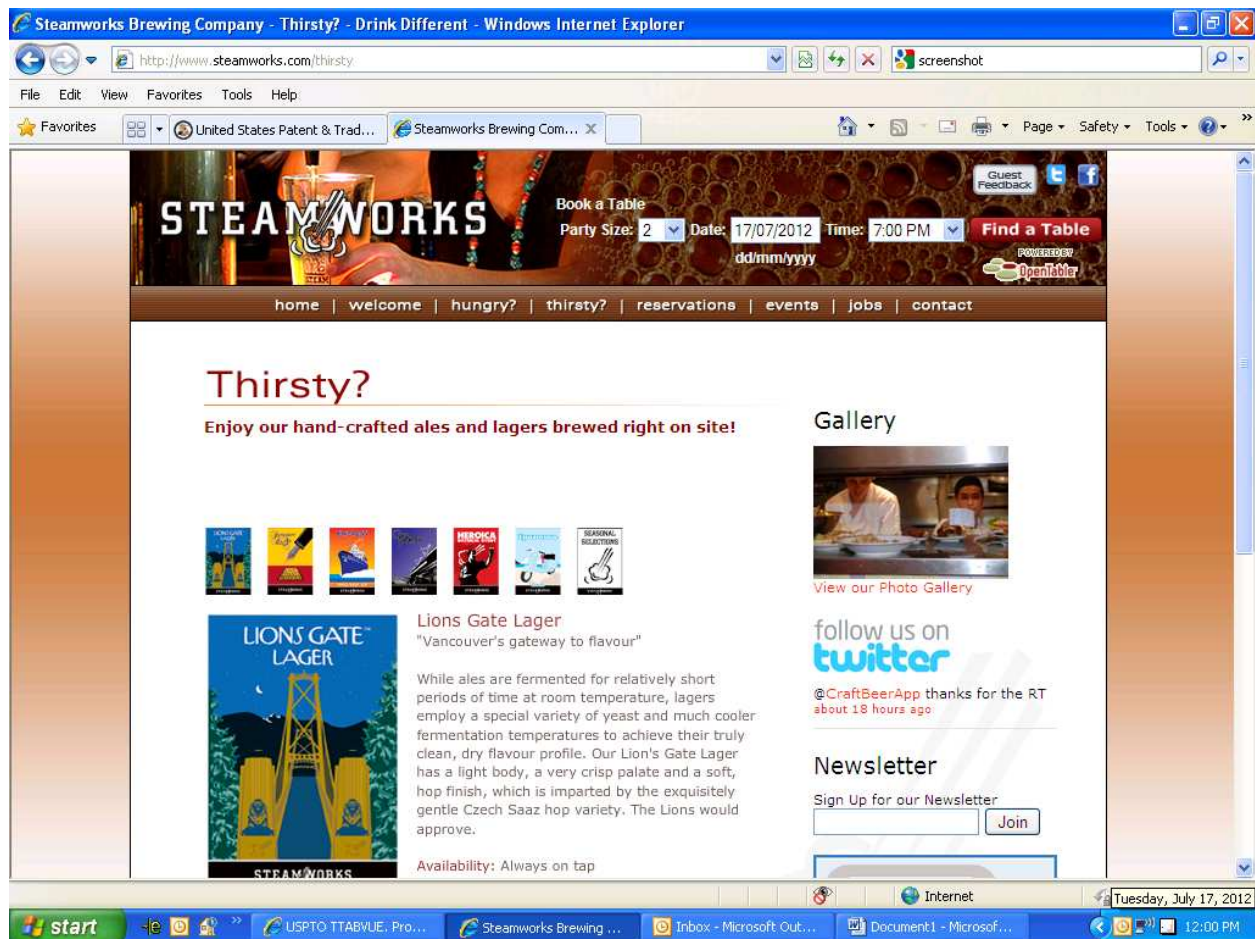 Steamworks Brewing Company - Thirsty? - Drink Different - Windows Internet Explorer
http://www.steamworks.com/thirsty
screenshot
File Edit View Favorites Tools Help
Favorites
United States Patent & Trad...
Steamworks Brewing Com...
Page Safety Tools
STEAMWORKS
Book a Table
Party Size: 2 Date: 17/07/2012 Time: 7:00 PM
dd/mm/yyyy
Guest Feedback
Find a Table
POWERED BY
OpenTable
home | welcome | hungry? | thirsty? | reservations | events | jobs | contact
Thirsty?
Enjoy our hand-crafted ales and lagers brewed right on site!
LIONS GATE LAGER
HEROICA
SEASONAL SELECTIONS
LIONS GATE™
LAGER
STEAMWORKS
Lions Gate Lager
"Vancouver's gateway to flavour"
While ales are fermented for relatively short
periods of time at room temperature, lagers
employ a special variety of yeast and much cooler
fermentation temperatures to achieve their truly
clean, dry flavour profile. Our Lion's Gate Lager
has a light body, a very crisp palate and a soft,
hop finish, which is imparted by the exquisitely
gentle Czech Saaz hop variety. The Lions would
approve.
Availability: Always on tap
Gallery
View our Photo Gallery
follow us on
twitter
@CraftBeerApp thanks for the RT
about 18 hours ago
Newsletter
Sign Up for our Newsletter
Join
Internet
Tuesday, July 17, 2012
start
USPTO TTABVUE. Pro...
Steamworks Brewing ...
Inbox - Microsoft Out...
Document1 - Microsof...
12:00 PM